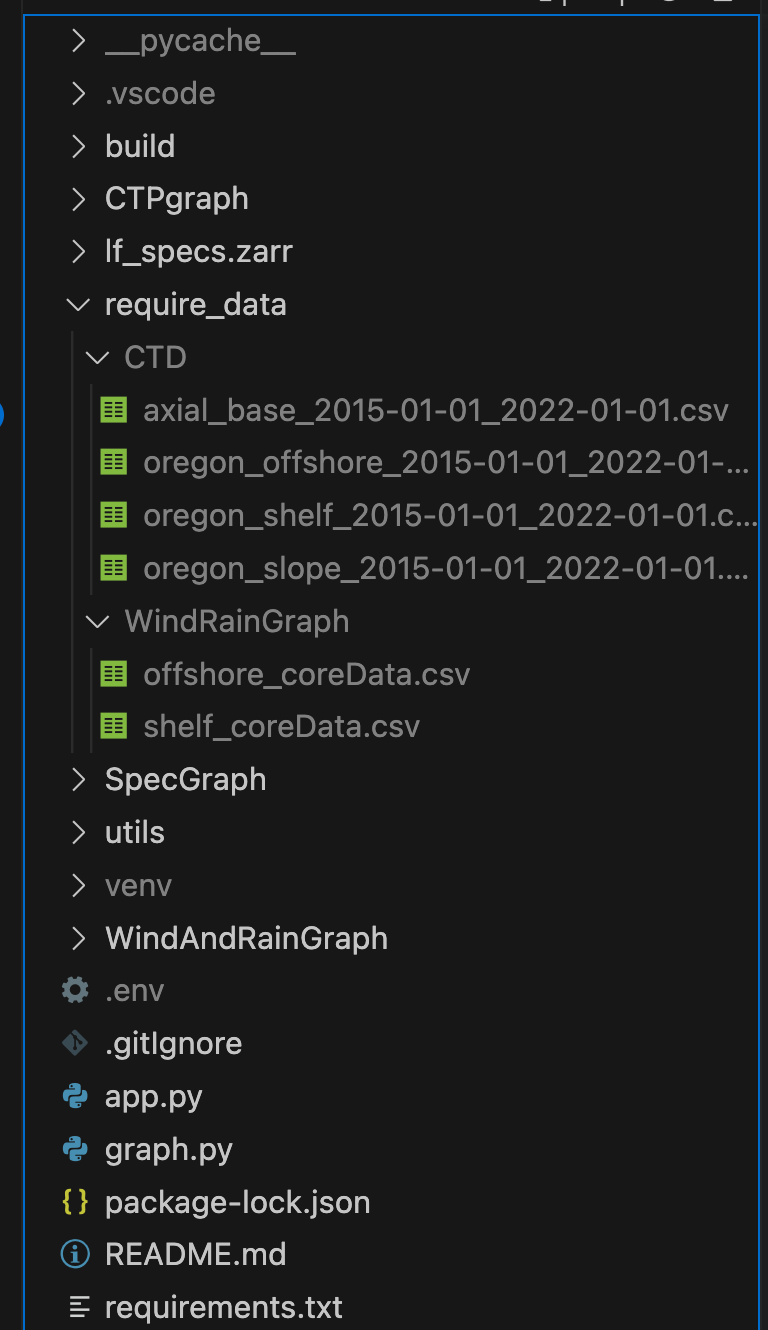 __pycache__
.vscode
build
CTPgraph
lf_specs.zarr
require_data
CTD
axial_base_2015-01-01_2022-01-01.csv
oregon_offshore_2015-01-01_2022-01-...
oregon_shelf_2015-01-01_2022-01-01.c...
oregon_slope_2015-01-01_2022-01-01....
WindRainGraph
offshore_coreData.csv
shelf_coreData.csv
SpecGraph
utils
venv
WindAndRainGraph
.env
.gitIgnore
app.py
graph.py
package-lock.json
README.md
requirements.txt